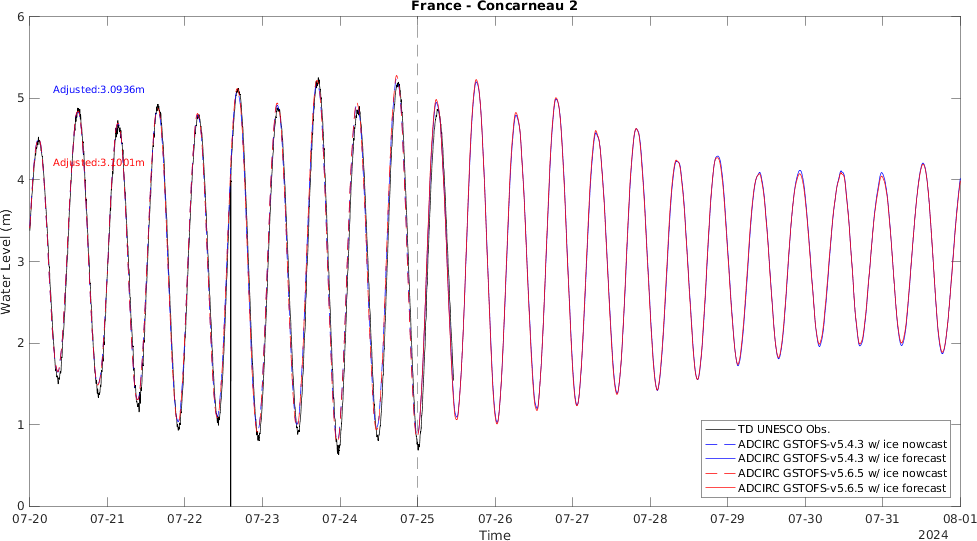 France - Concarneau 2
6
5
4
3
2
1
0
Water Level (m)
Adjusted:3.0936m
Adjusted:3.1001m
TD UNESCO Obs.
ADCIRC GSTOFS-v5.4.3 w/ ice nowcast
ADCIRC GSTOFS-v5.4.3 w/ ice forecast
ADCIRC GSTOFS-v5.6.5 w/ ice nowcast
ADCIRC GSTOFS-v5.6.5 w/ ice forecast
07-20 07-21 07-22 07-23 07-24 07-25 07-26 07-27 07-28 07-29 07-30 07-31 08-01
Time
2024